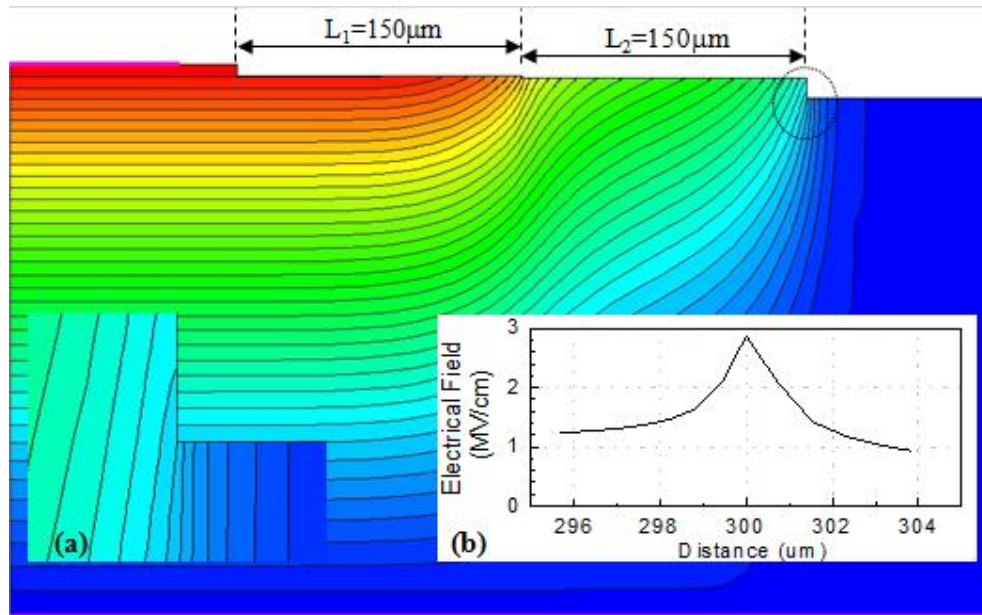 L₁=150μm
L₂=150μm
(a)
(b)
Electrical Field
(MV/cm)
3
2
1
0
296
298
300
302
304
Distance (um)